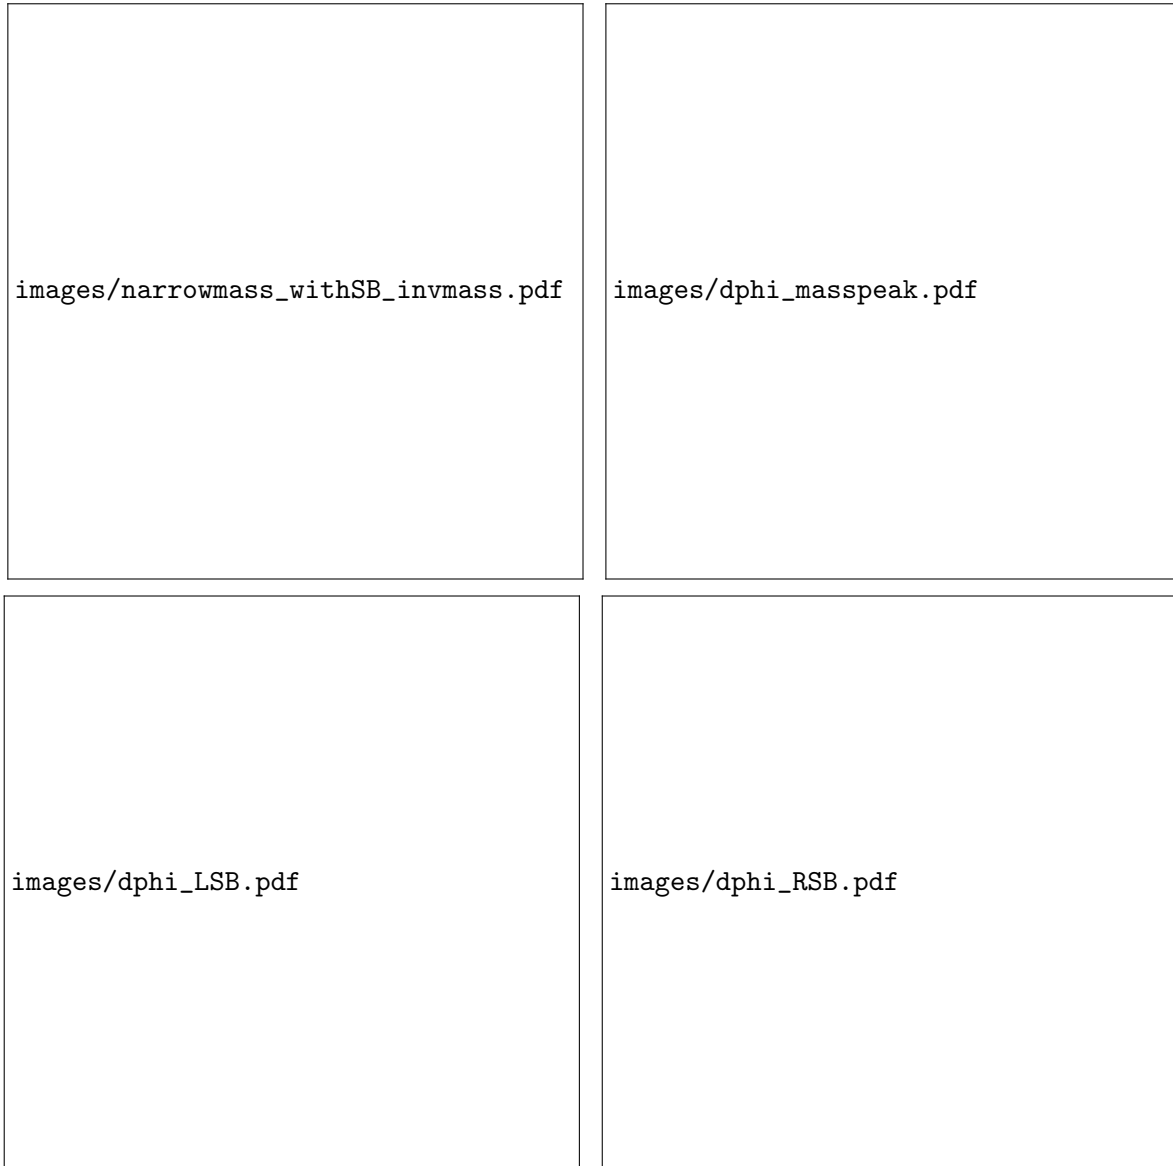 images/narrowmass_withSB_invmass.pdf
images/dphi_masspeak.pdf
images/dphi_LSB.pdf
images/dphi_RSB.pdf